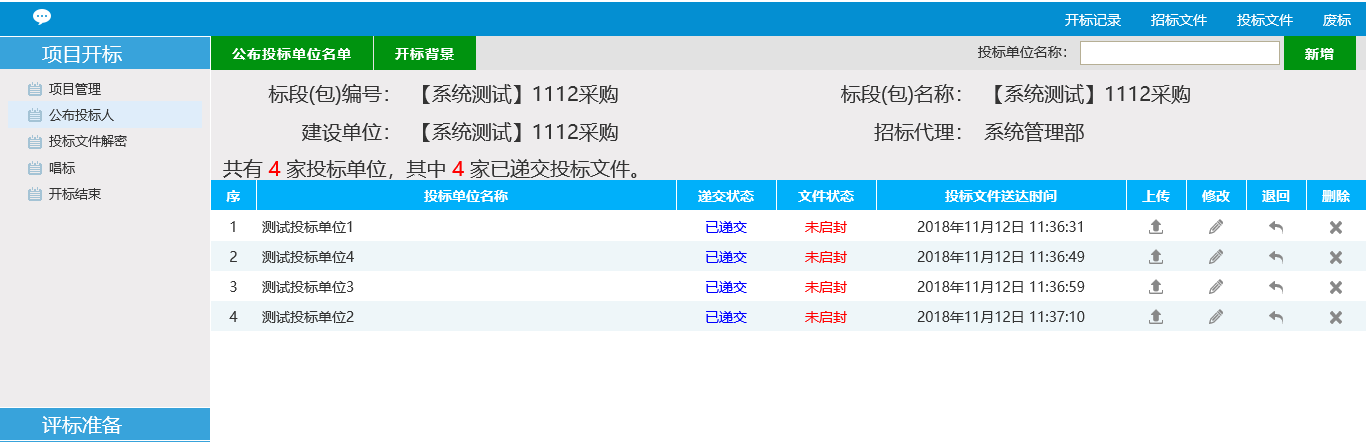 开标记录 招标文件 投标文件 废标
项目开标
公布投标单位名单 开标背景 投标单位名称： 新增
项目管理
公布投标人
投标文件解密
唱标
开标结束
标段(包)编号： 【系统测试】1112采购 标段(包)名称： 【系统测试】1112采购
建设单位： 【系统测试】1112采购 招标代理： 系统管理部
共有 4 家投标单位，其中 4 家已递交投标文件。
序 投标单位名称 递交状态 文件状态 投标文件送达时间 上传 修改 退回 删除
1 测试投标单位1 已递交 未启封 2018年11月12日 11:36:31
2 测试投标单位4 已递交 未启封 2018年11月12日 11:36:49
3 测试投标单位3 已递交 未启封 2018年11月12日 11:36:59
4 测试投标单位2 已递交 未启封 2018年11月12日 11:37:10
评标准备